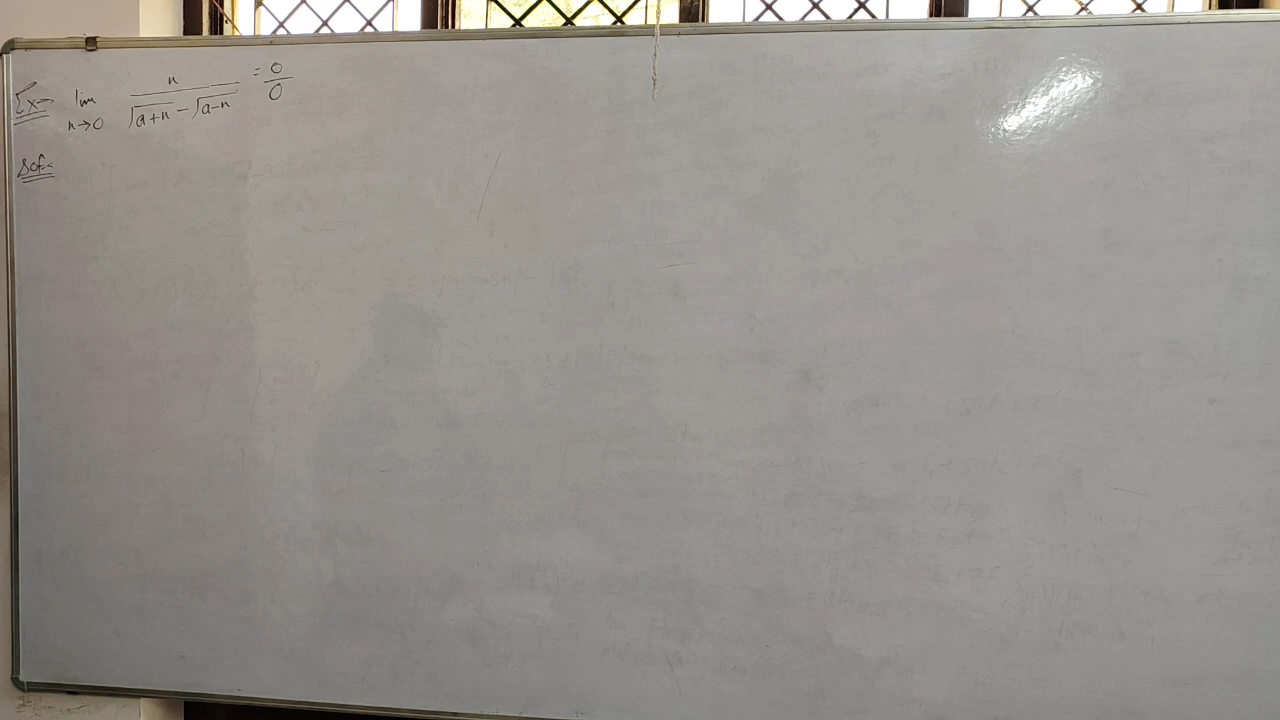 Ex:- lim n→0 n/(√(a+n) - √(a-n)) = 0/0
Sol:-